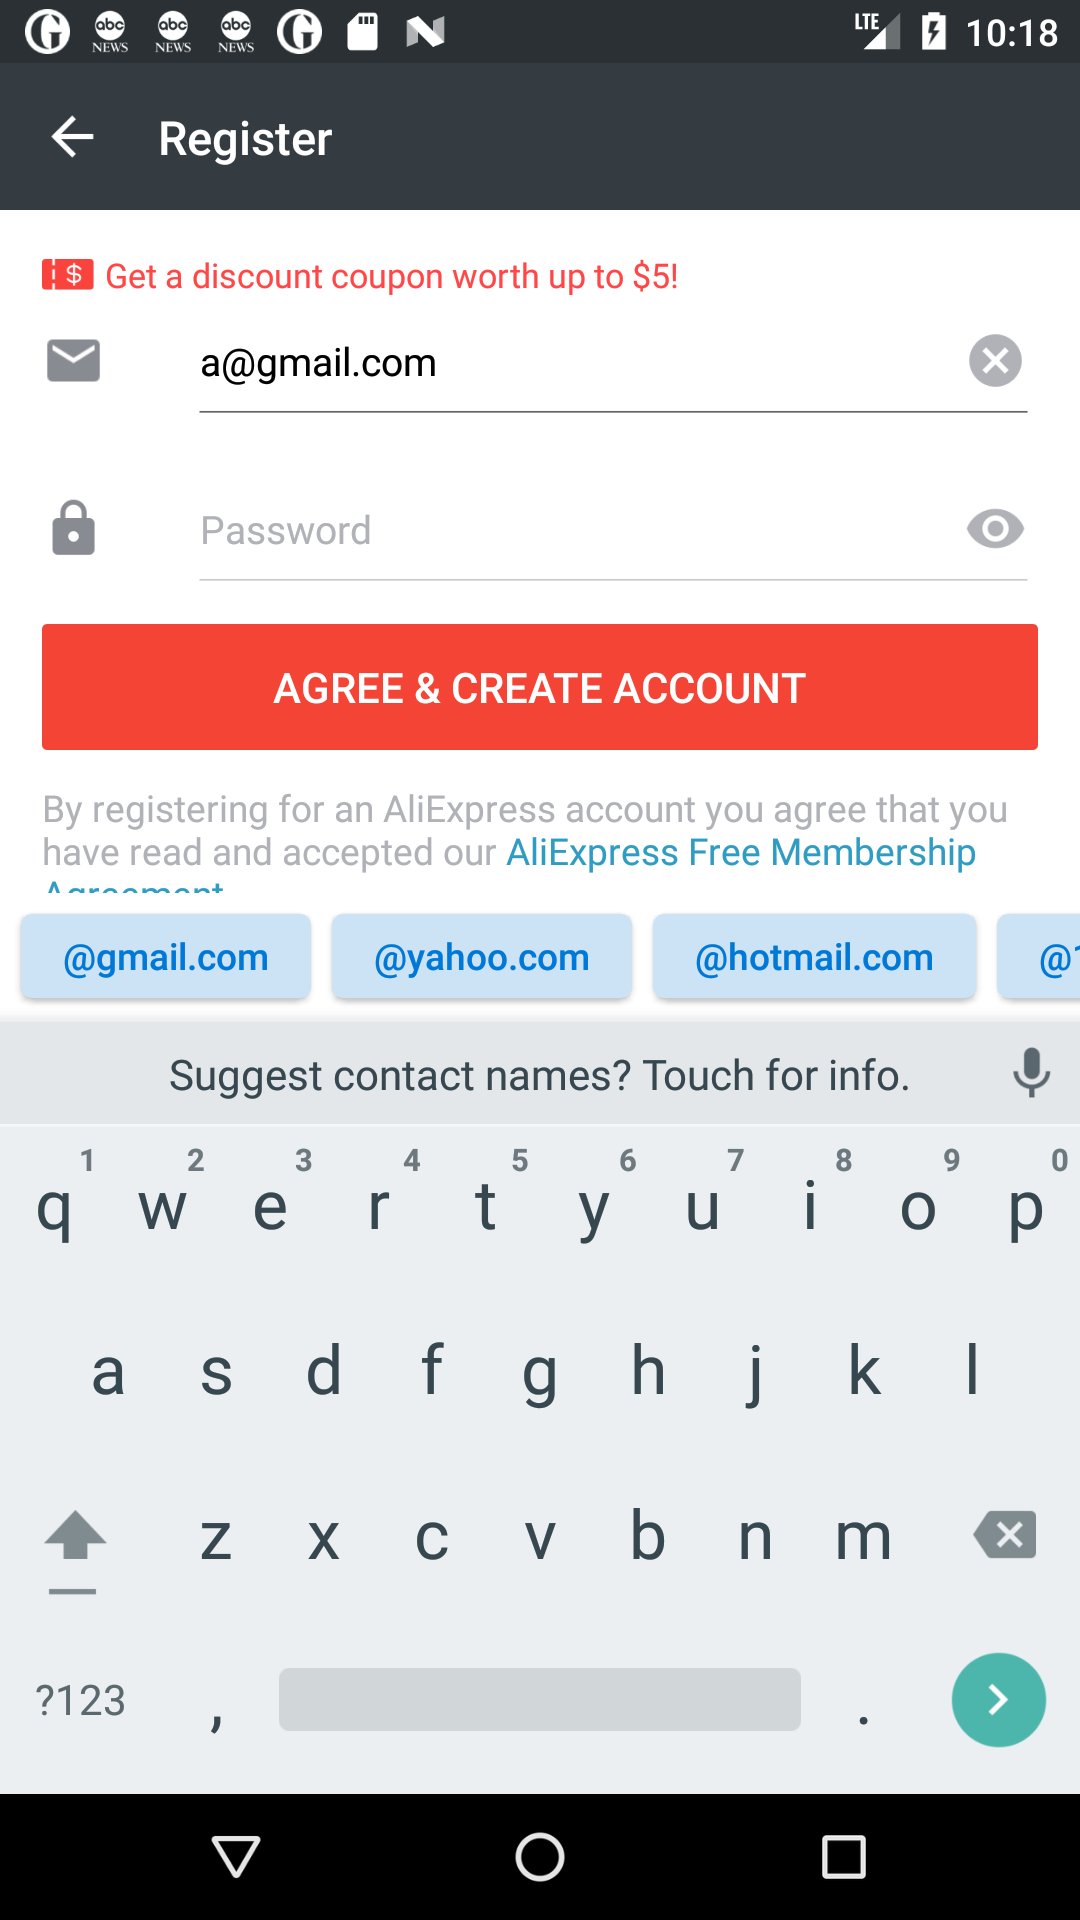 abc NEWS abc NEWS abc NEWS LTE 10:18
Register
$ Get a discount coupon worth up to $5!
a@gmail.com
Password
AGREE & CREATE ACCOUNT
By registering for an AliExpress account you agree that you
have read and accepted our AliExpress Free Membership
Agreement
@gmail.com @yahoo.com @hotmail.com @1
Suggest contact names? Touch for info.
1 2 3 4 5 6 7 8 9 0
q w e r t y u i o p
a s d f g h j k l
z x c v b n m
?123 , .